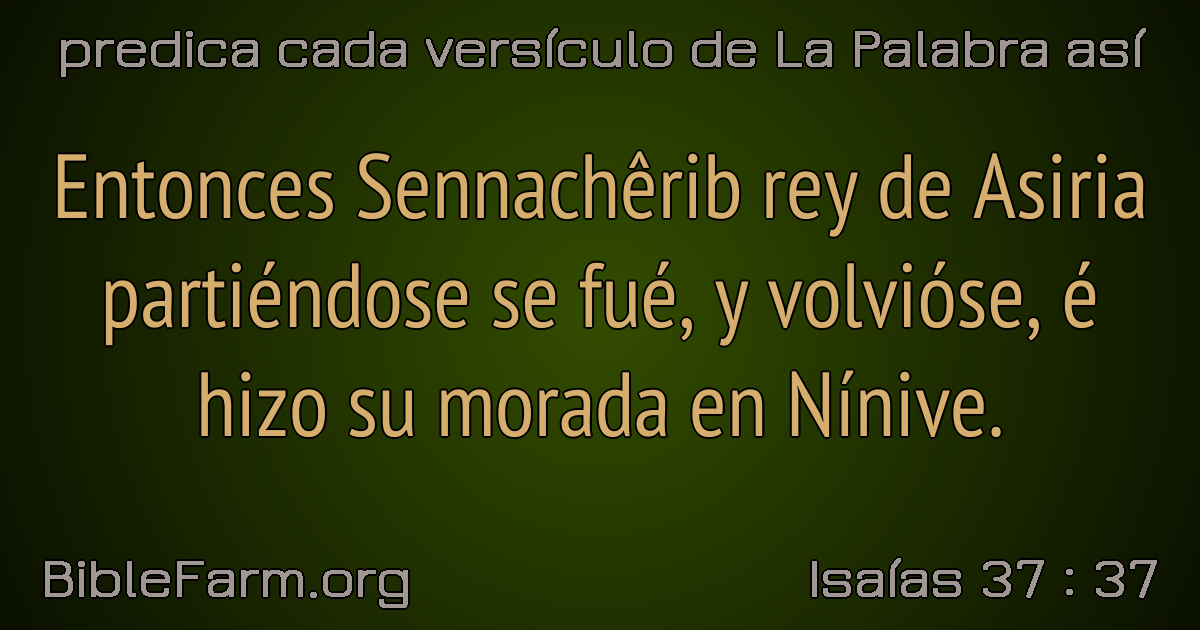 predica cada versículo de La Palabra así
Entonces Sennachêrib rey de Asiria
partiéndose se fué, y volvióse, é
hizo su morada en Nínive.
BibleFarm.org
Isaías 37 : 37